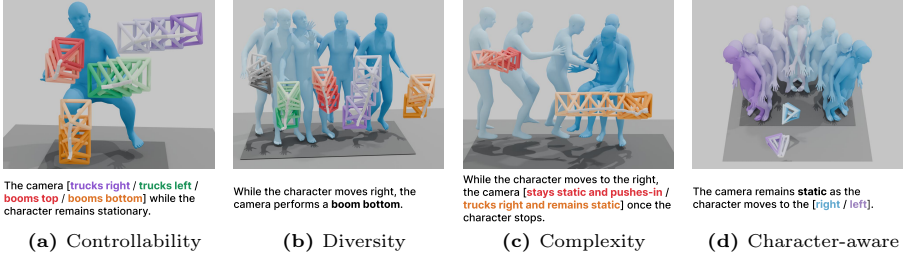 The camera [trucks right / trucks left /
booms top / booms bottom] while the
character remains stationary.
(a) Controllability
While the character moves right, the
camera performs a boom bottom.
(b) Diversity
While the character moves to the right,
the camera [stays static and pushes-in /
trucks right and remains static] once the
character stops.
(c) Complexity
The camera remains static as the
character moves to the [right / left].
(d) Character-aware